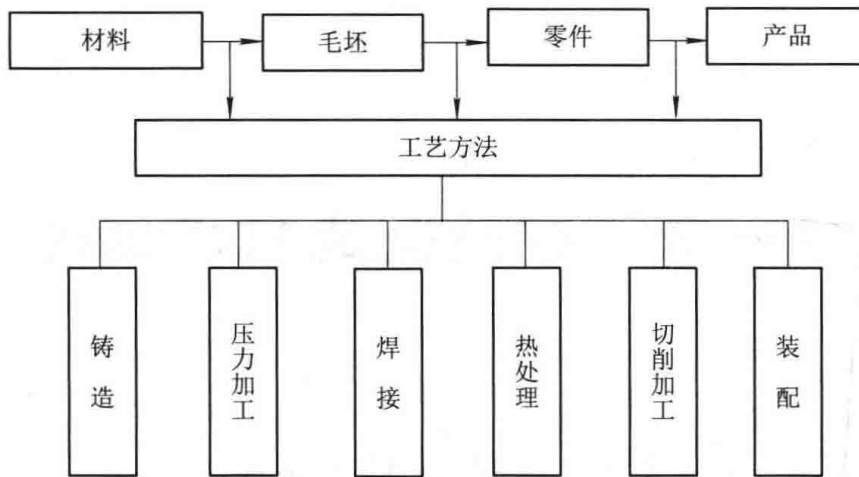 材料
毛坯
零件
产品
工艺方法
铸造
压力加工
焊接
热处理
切削加工
装配